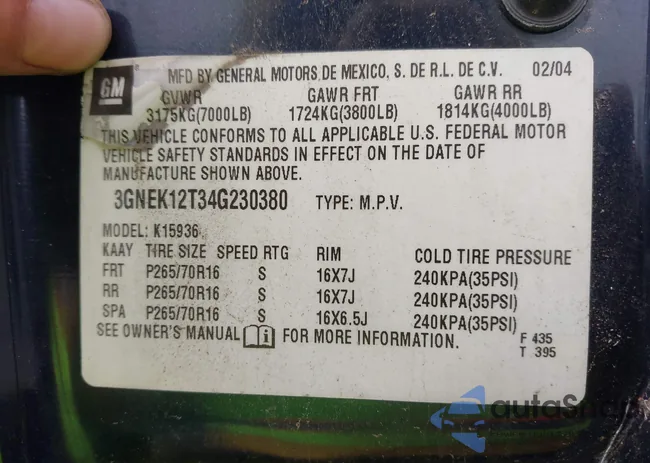 GM
MFD BY GENERAL MOTORS DE MEXICO, S. DE R.L. DE C.V. 02/04
GVWR GAWR FRT GAWR RR
3175KG(7000LB) 1724KG(3800LB) 1814KG(4000LB)
THIS VEHICLE CONFORMS TO ALL APPLICABLE U.S. FEDERAL MOTOR
VEHICLE SAFETY STANDARDS IN EFFECT ON THE DATE OF
MANUFACTURE SHOWN ABOVE.
3GNEK12T34G230380 TYPE: M.P.V.
MODEL: K15936
KAAY TIRE SIZE SPEED RTG RIM COLD TIRE PRESSURE
FRT P265/70R16 S 16X7J 240KPA(35PSI)
RR P265/70R16 S 16X7J 240KPA(35PSI)
SPA P265/70R16 S 16X6.5J 240KPA(35PSI)
SEE OWNER'S MANUAL FOR MORE INFORMATION. F 435
T 395